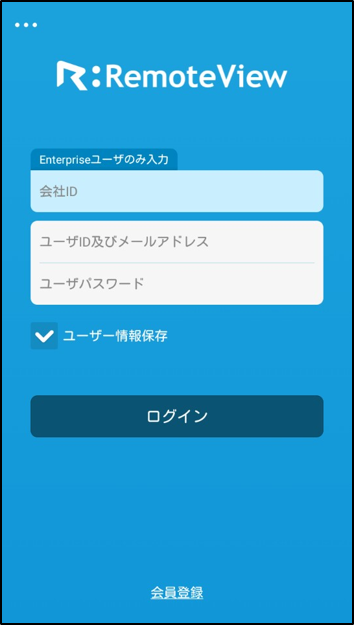 R:RemoteView
Enterpriseユーザのみ入力
会社ID
ユーザID及びメールアドレス
ユーザパスワード
ユーザー情報保存
ログイン
会員登録